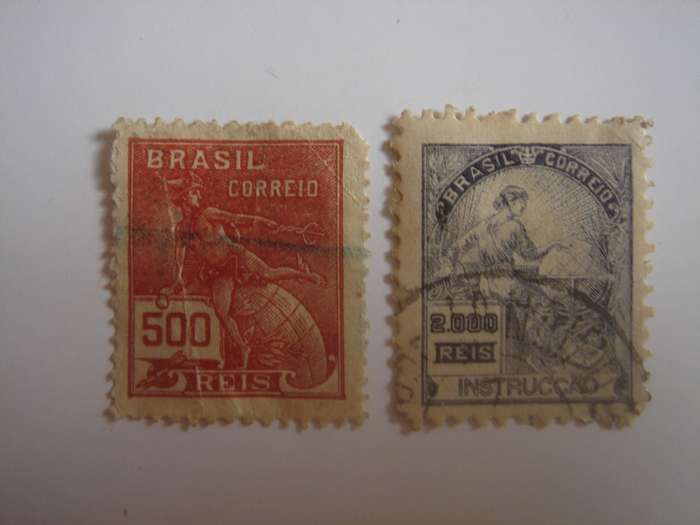 BRASIL
CORREIO
500
REIS
BRASIL CORREIO
2.000
REIS
INSTRUCÇÃO